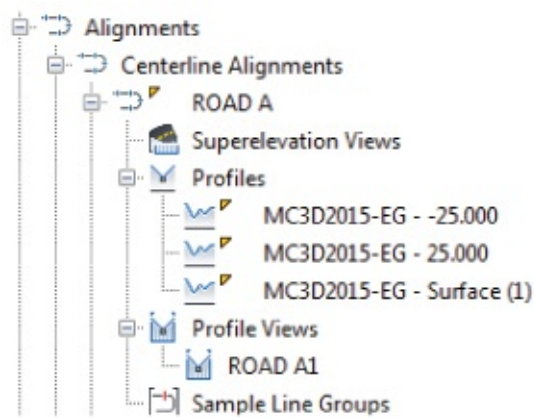 Alignments
Centerline Alignments
ROAD A
Superelevation Views
Profiles
MC3D2015-EG - -25.000
MC3D2015-EG - 25.000
MC3D2015-EG - Surface (1)
Profile Views
ROAD A1
Sample Line Groups